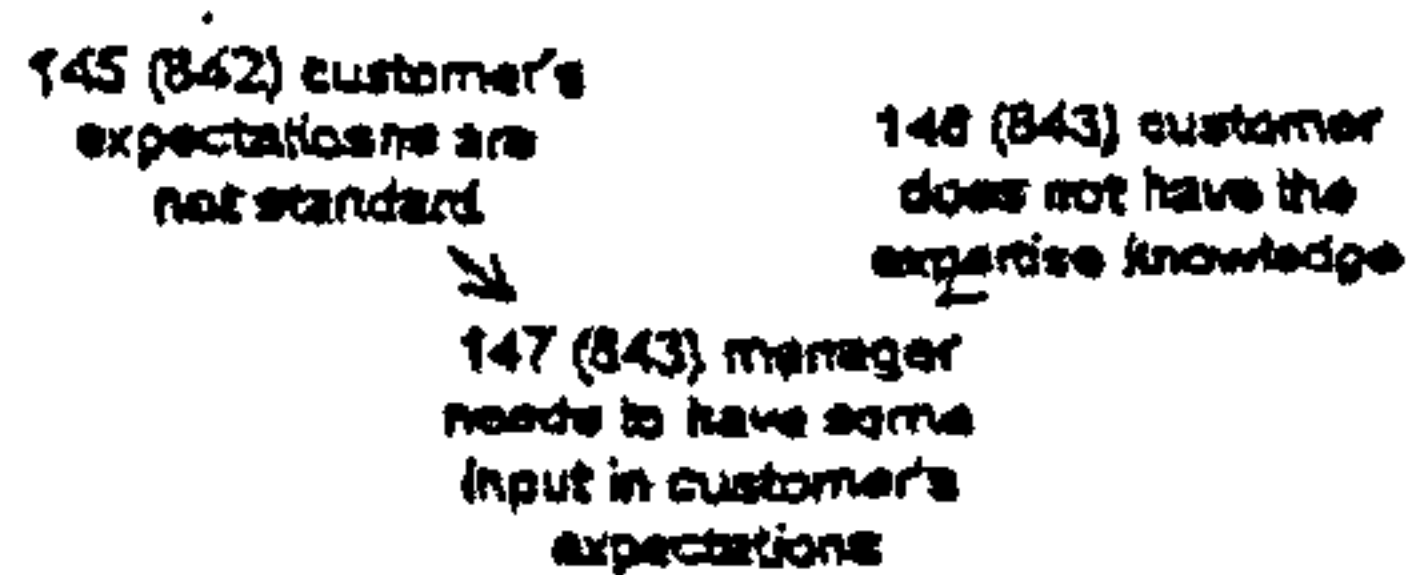 145 (842) customer's
expectations are
not standard
146 (843) customer
does not have the
expertise knowledge
147 (843) manager
needs to have some
input in customer's
expectations